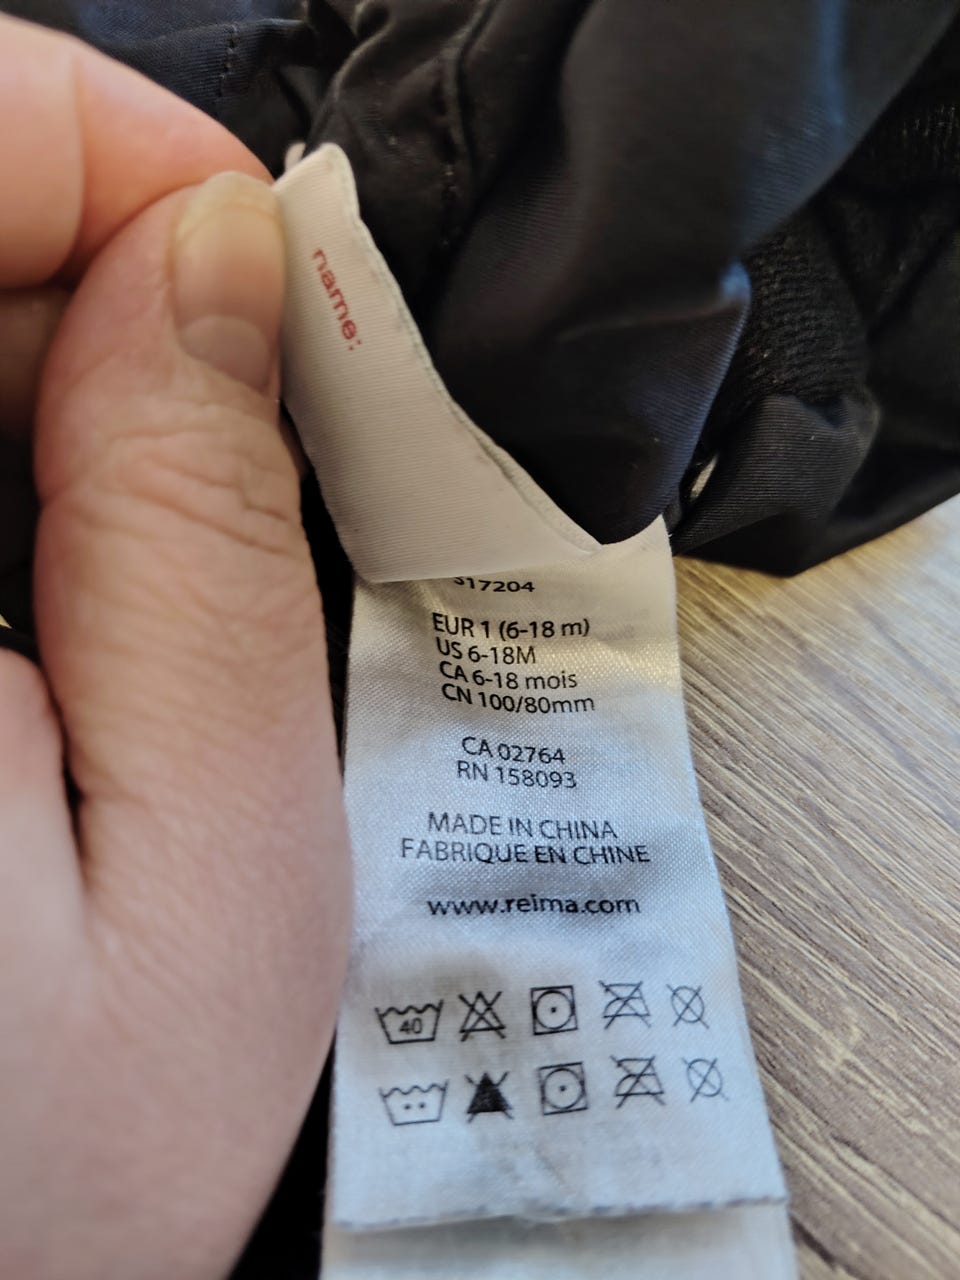 name:
517204
EUR 1 (6-18 m)
US 6-18M
CA 6-18 mois
CN 100/80mm
CA 02764
RN 158093
MADE IN CHINA
FABRIQUE EN CHINE
www.reima.com
40